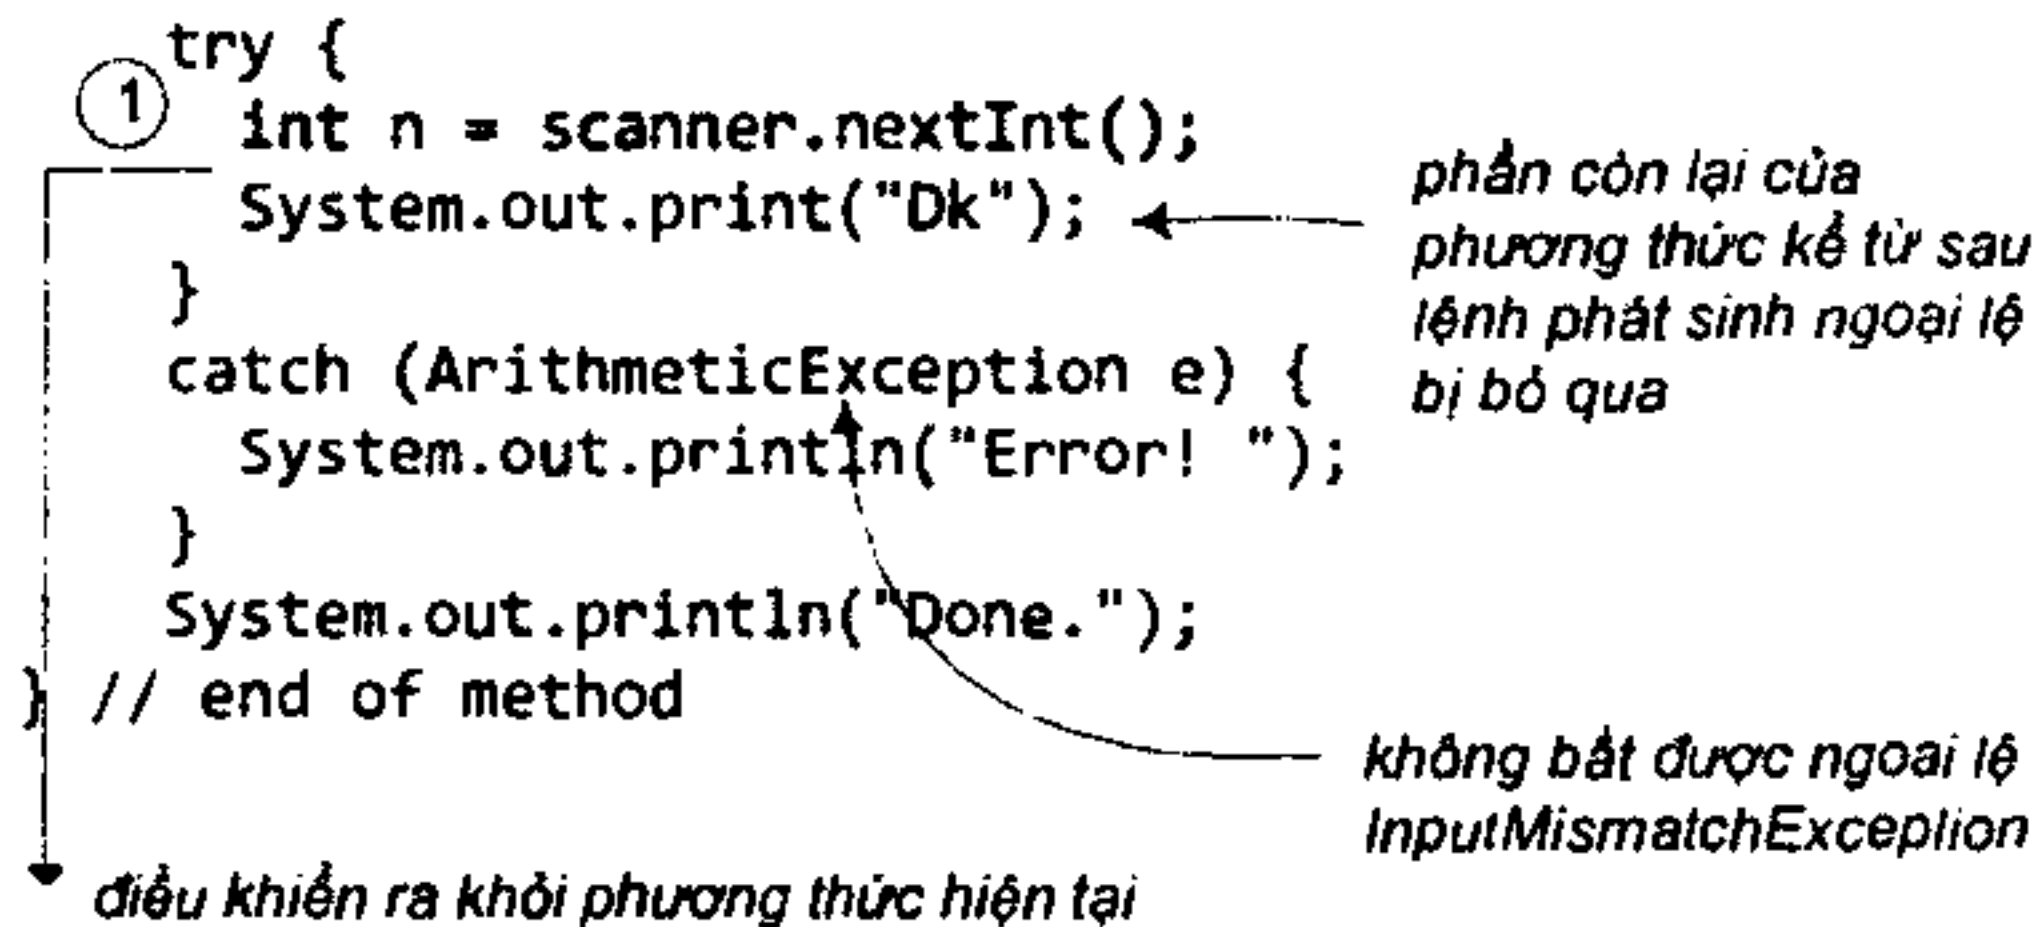 try {
1
int n = scanner.nextInt();
System.out.print("Dk");
}
catch (ArithmeticException e) {
System.out.println("Error! ");
}
System.out.println("Done.");
} // end of method
phần còn lại của
phương thức kể từ sau
lệnh phát sinh ngoại lệ
bị bỏ qua
không bắt được ngoại lệ
InputMismatchException
điều khiển ra khỏi phương thức hiện tại